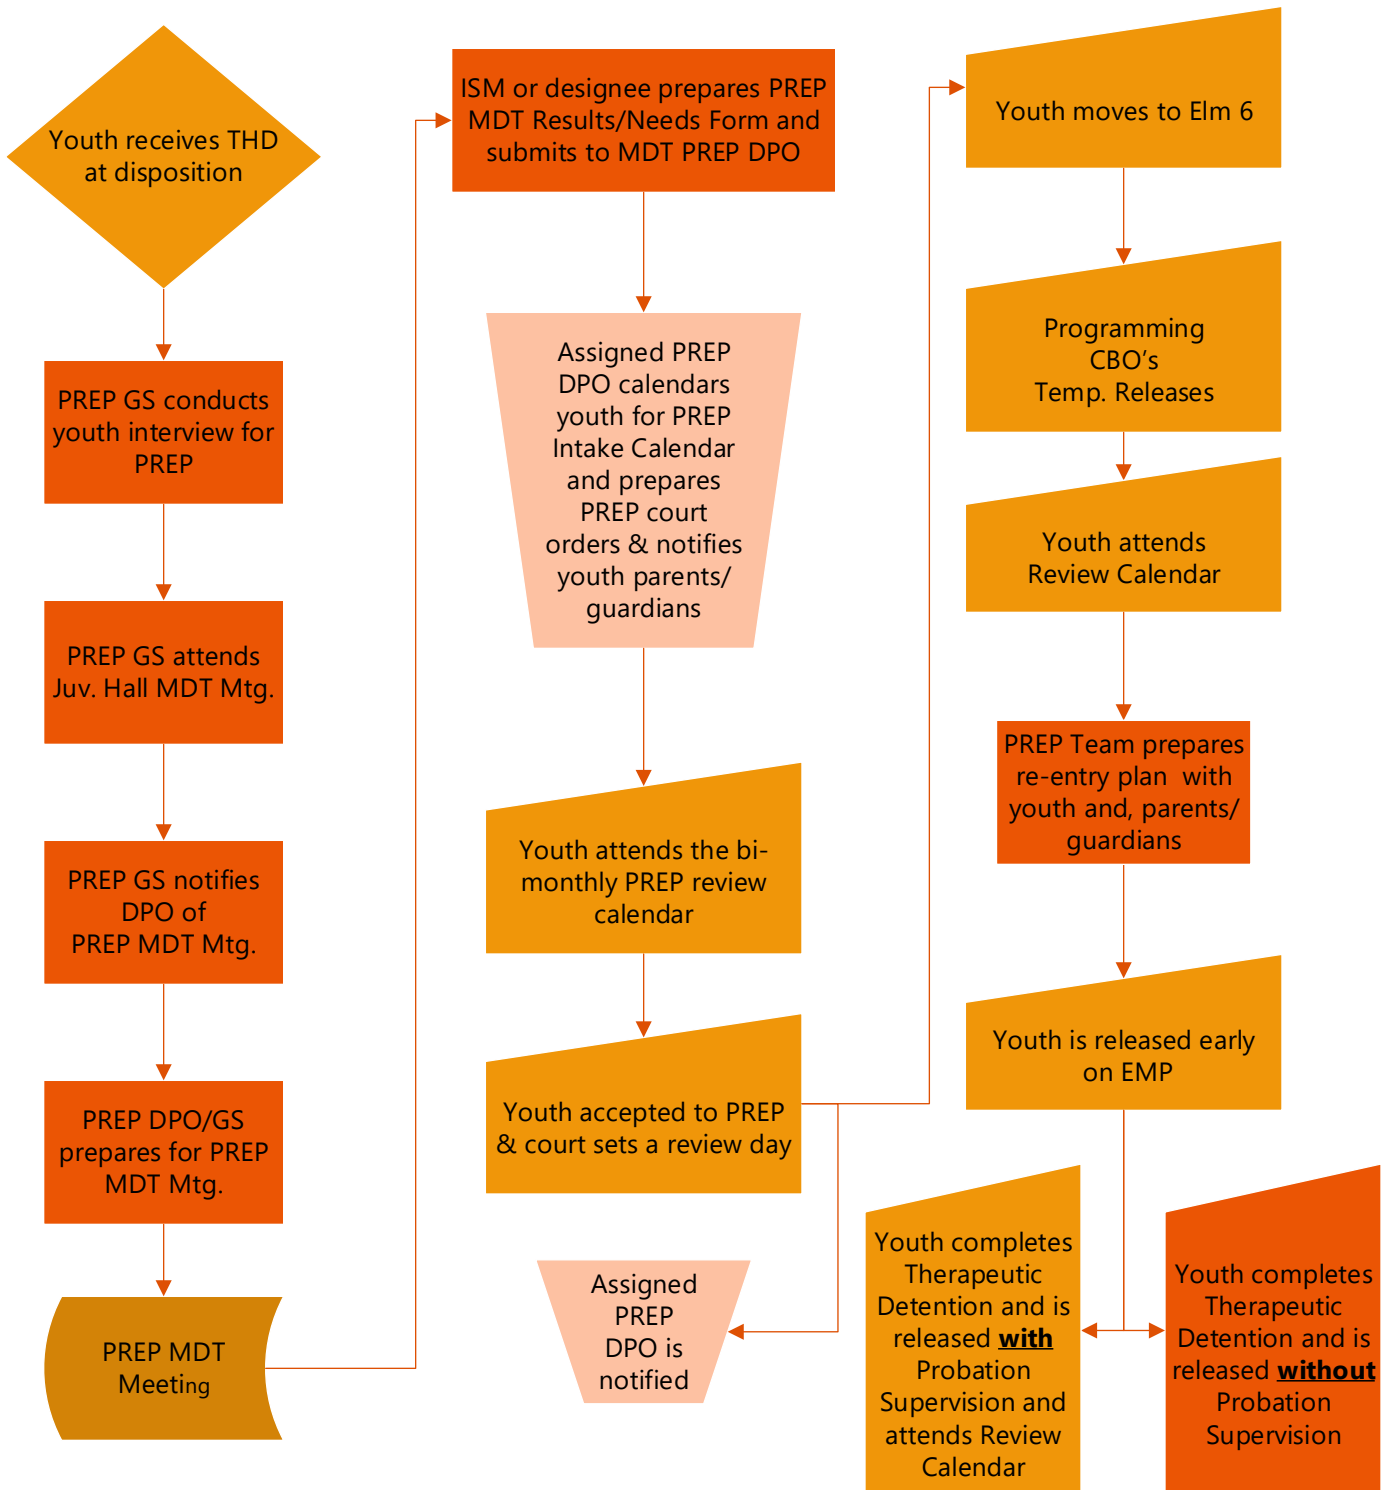 Youth receives THD
at disposition
PREP GS conducts
youth interview for
PREP
PREP GS attends
Juv. Hall MDT Mtg.
PREP GS notifies
DPO of
PREP MDT Mtg.
PREP DPO/GS
prepares for PREP
MDT Mtg.
PREP MDT
Meeting
ISM or designee prepares PREP
MDT Results/Needs Form and
submits to MDT PREP DPO
Assigned PREP
DPO calendars
youth for PREP
Intake Calendar
and prepares
PREP court
orders & notifies
youth parents/
guardians
Youth attends the bi-
monthly PREP review
calendar
Youth accepted to PREP
& court sets a review day
Assigned
PREP
DPO is
notified
Youth moves to Elm 6
Programming
CBO’s
Temp. Releases
Youth attends
Review Calendar
PREP Team prepares
re-entry plan  with
youth and, parents/
guardians
Youth is released early
on EMP
Youth completes
Therapeutic
Detention and is
released with
Probation
Supervision and
attends Review
Calendar
Youth completes
Therapeutic
Detention and is
released without
Probation
Supervision